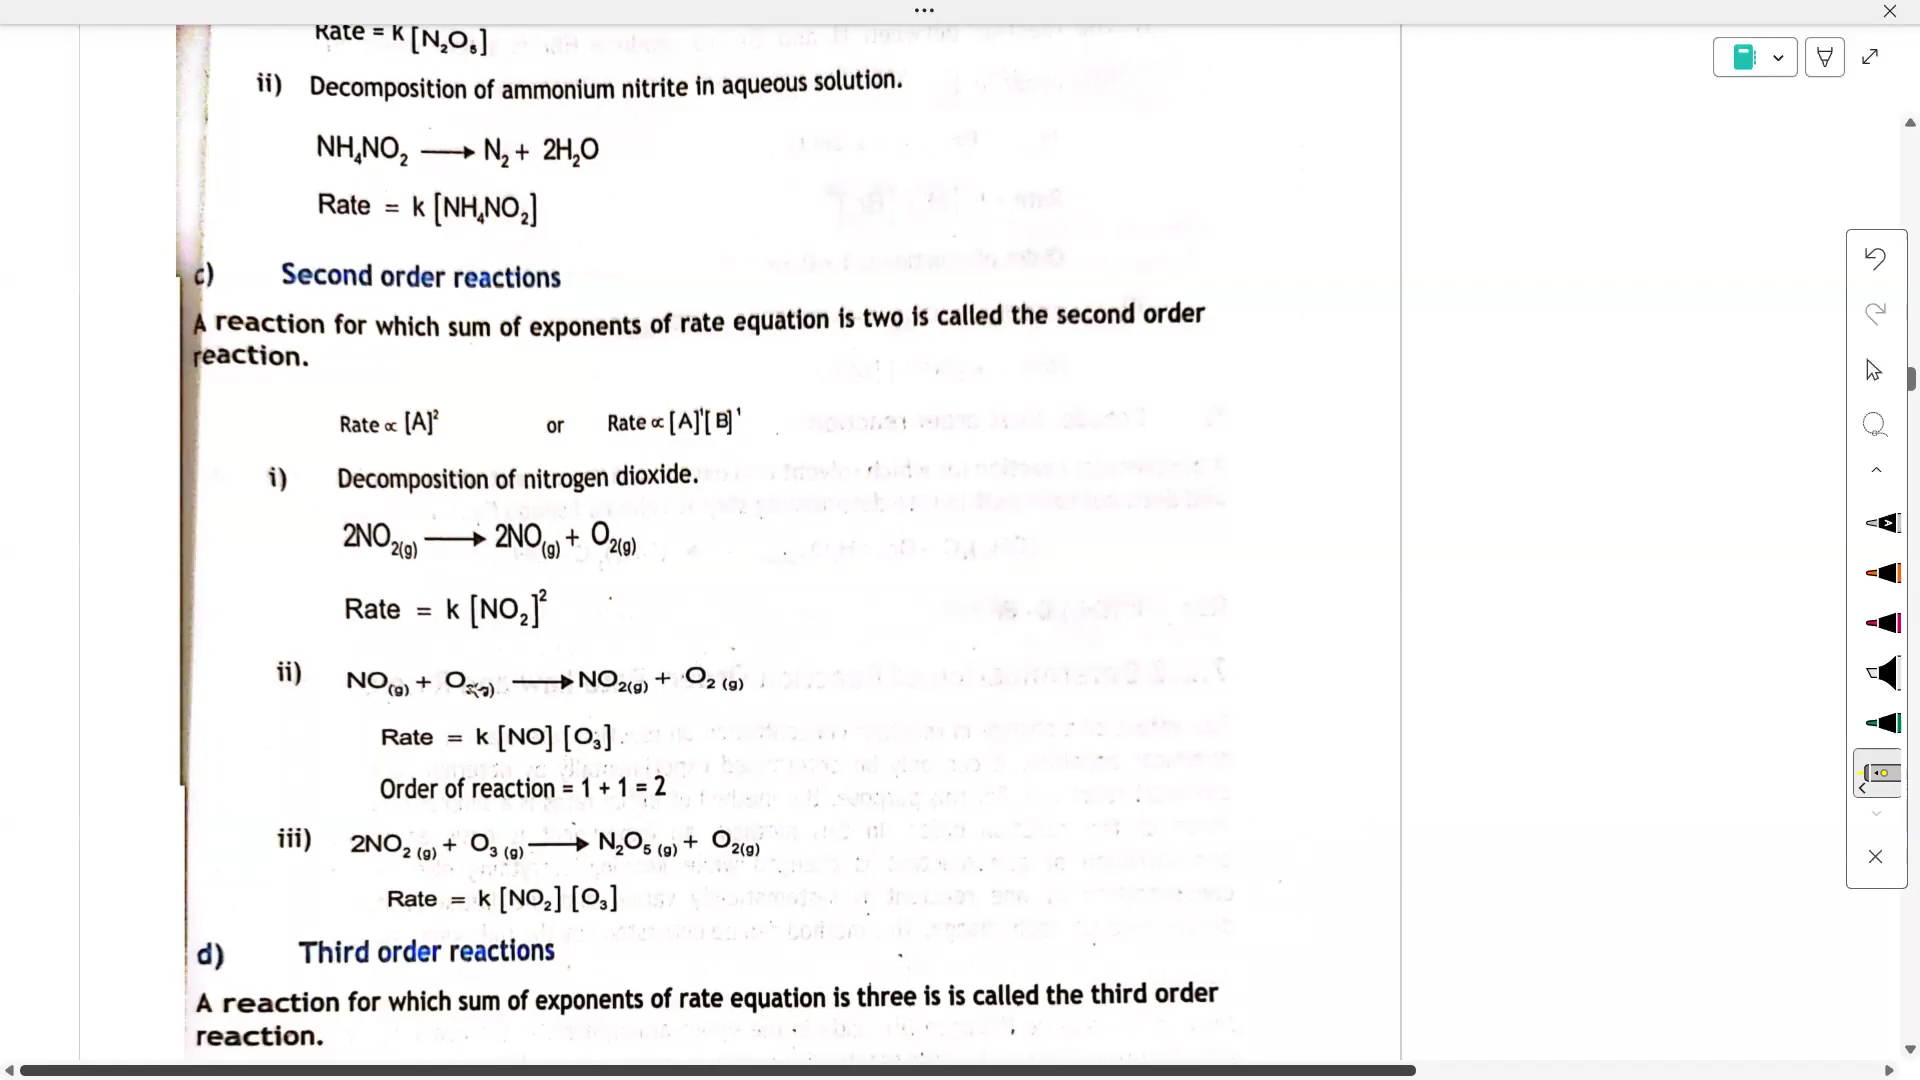 Rate = k [N₂O₅]
ii) Decomposition of ammonium nitrite in aqueous solution.
NH₄NO₂ ⟶ N₂ + 2H₂O
Rate = k [NH₄NO₂]
c) Second order reactions
A reaction for which sum of exponents of rate equation is two is called the second order
reaction.
Rate ∝ [A]² or Rate ∝ [A]¹[B]¹
i) Decomposition of nitrogen dioxide.
2NO₂(g) ⟶ 2NO(g) + O₂(g)
Rate = k [NO₂]²
ii) NO(g) + O₃(g) ⟶ NO₂(g) + O₂ (g)
Rate = k [NO] [O₃]
Order of reaction = 1 + 1 = 2
iii) 2NO₂ (g) + O₃ (g) ⟶ N₂O₅ (g) + O₂(g)
Rate = k [NO₂] [O₃]
d) Third order reactions
A reaction for which sum of exponents of rate equation is three is is called the third order
reaction.